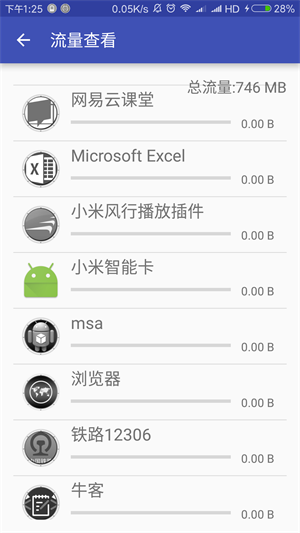 下午1:25 0.05K/s HD 28%
流量查看
总流量:746 MB
网易云课堂
0.00 B
Microsoft Excel
0.00 B
小米风行播放插件
0.00 B
小米智能卡
0.00 B
msa
0.00 B
浏览器
0.00 B
铁路12306
0.00 B
牛客
0.00 B